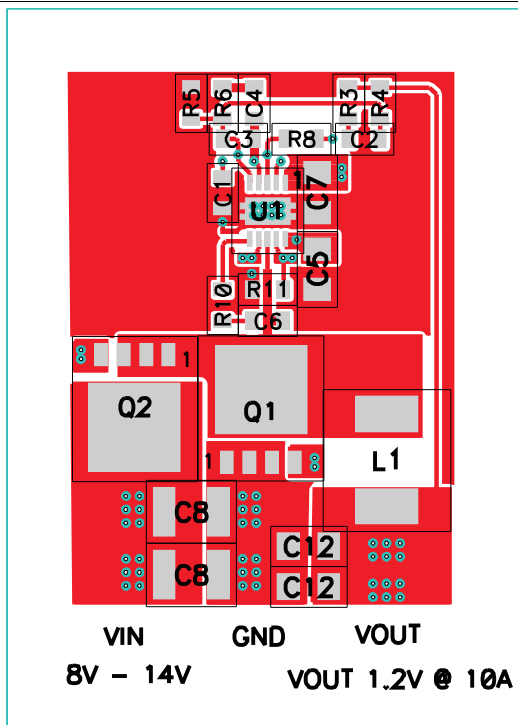 R5
R6
C4
R3
R4
C3
R8
C2
1
C1
U1
C7
C5
R10
R11
C6
1
Q2
Q1
1
L1
C8
C12
C8
C12
VIN
GND
VOUT
8V - 14V
VOUT 1.2V @ 10A